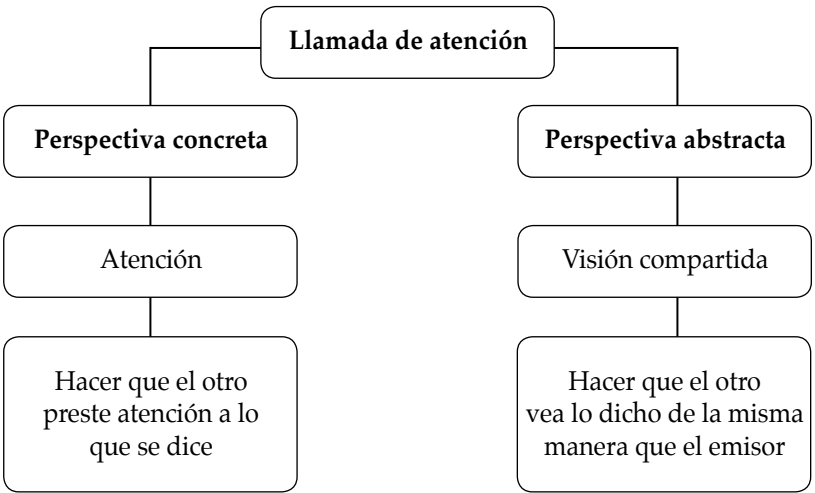 Llamada de atención
Perspectiva concreta
Perspectiva abstracta
Atención
Visión compartida
Hacer que el otro
preste atención a lo
que se dice
Hacer que el otro
vea lo dicho de la misma
manera que el emisor